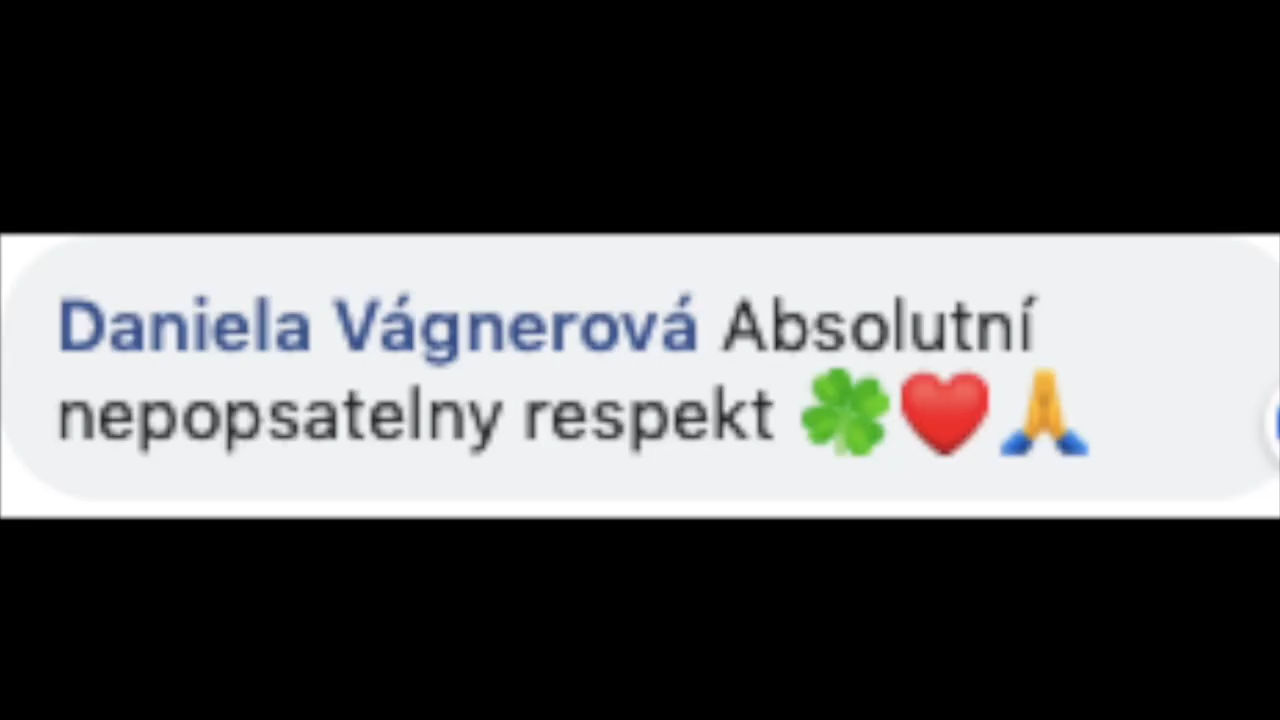 Daniela Vágnerová Absolutní
nepopsatelny respekt 🍀❤️🙏